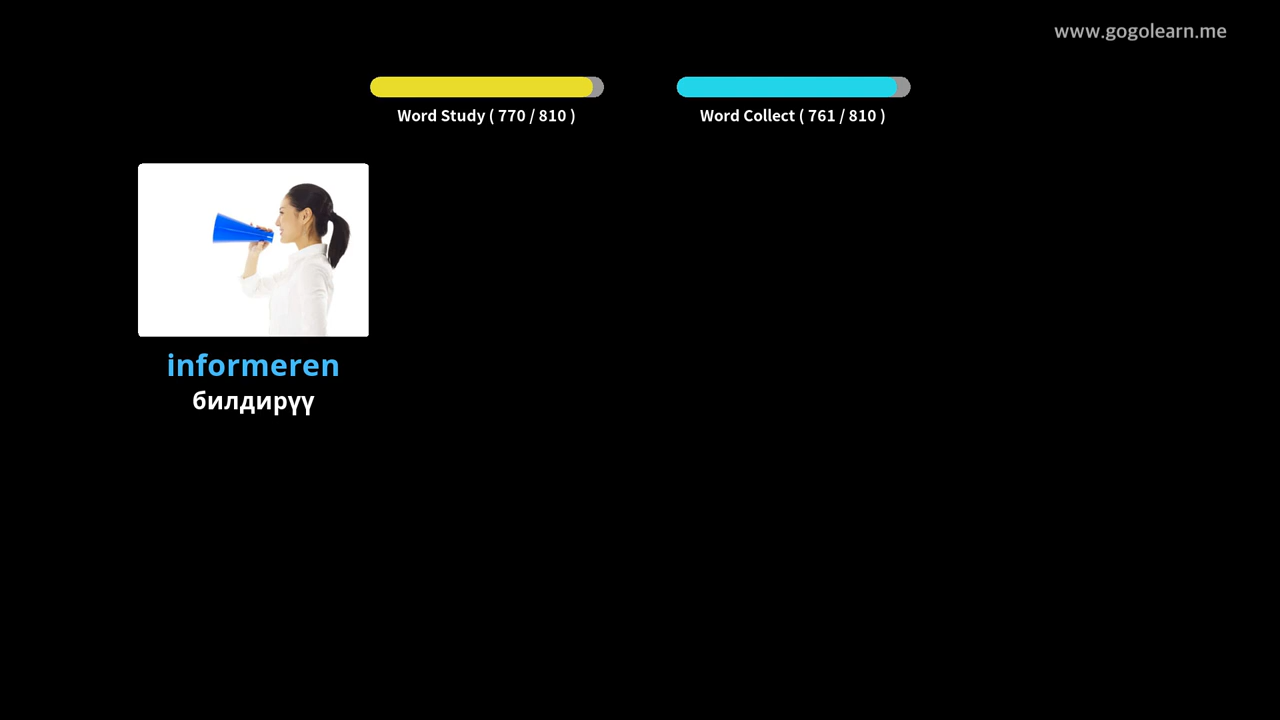 www.gogolearn.me
Word Study ( 770 / 810 )
Word Collect ( 761 / 810 )
informeren
билдирүү